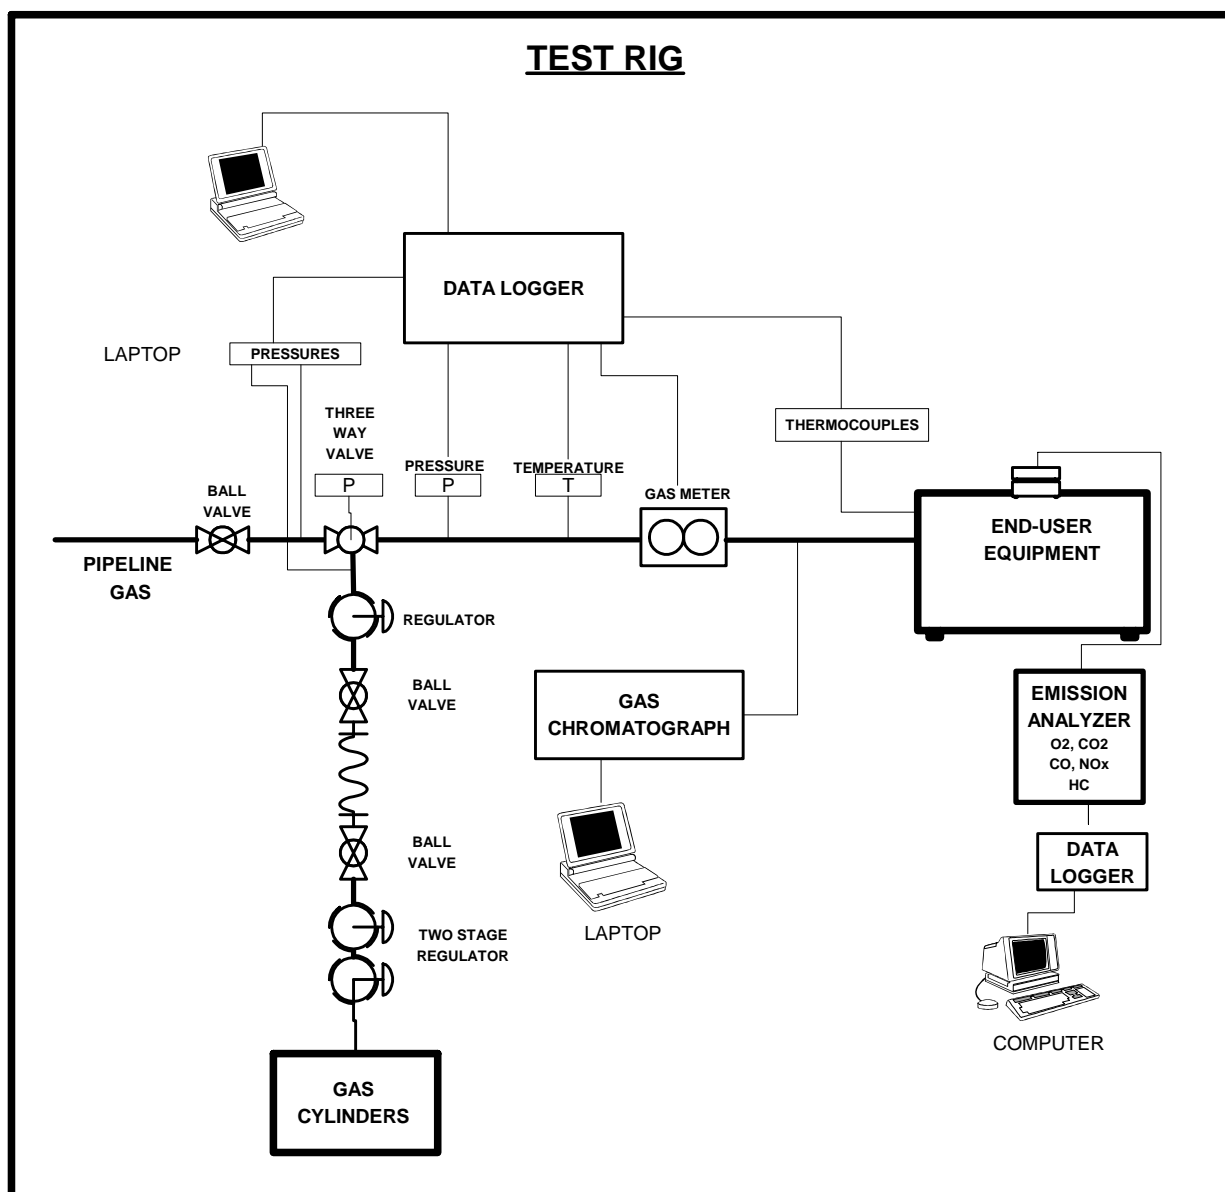 TEST RIG
DATA LOGGER
LAPTOP
PRESSURES
THREE
WAY
VALVE
THERMOCOUPLES
PRESSURE
TEMPERATURE
P
P
T
GAS METER
BALL
VALVE
END-USER
EQUIPMENT
PIPELINE
GAS
REGULATOR
BALL
VALVE
GAS
CHROMATOGRAPH
EMISSION
ANALYZER
O2, CO2
CO, NOx
HC
BALL
VALVE
DATA
LOGGER
LAPTOP
TWO STAGE
REGULATOR
COMPUTER
GAS
CYLINDERS